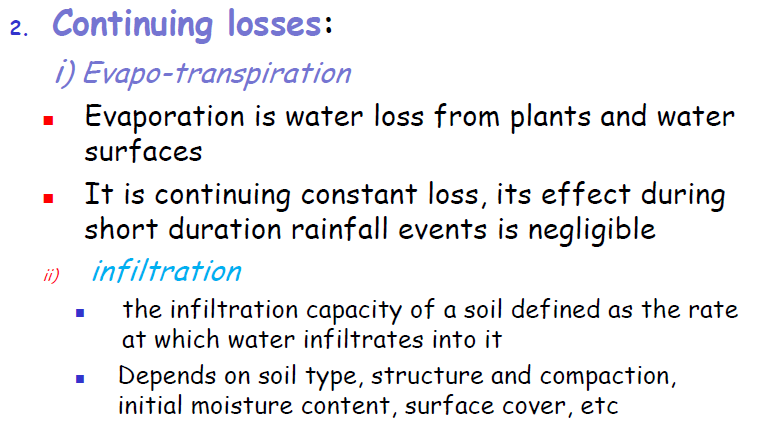 2. Continuing losses:
i) Evapo-transpiration
▪ Evaporation is water loss from plants and water
surfaces
▪ It is continuing constant loss, its effect during
short duration rainfall events is negligible
ii) infiltration
▪ the infiltration capacity of a soil defined as the rate
at which water infiltrates into it
▪ Depends on soil type, structure and compaction,
initial moisture content, surface cover, etc